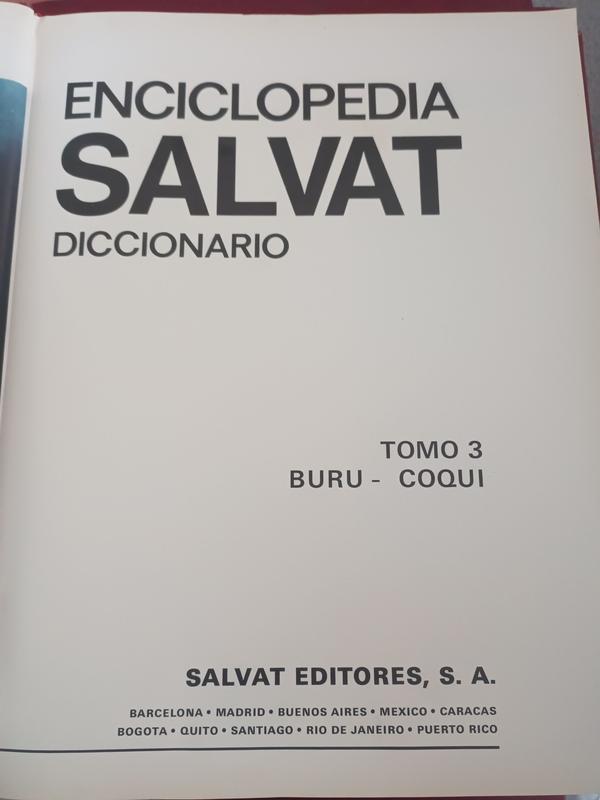 ENCICLOPEDIA
SALVAT
DICCIONARIO
TOMO 3
BURU - COQUI
SALVAT EDITORES, S. A.
BARCELONA • MADRID • BUENOS AIRES • MEXICO • CARACAS
BOGOTA • QUITO • SANTIAGO • RIO DE JANEIRO • PUERTO RICO